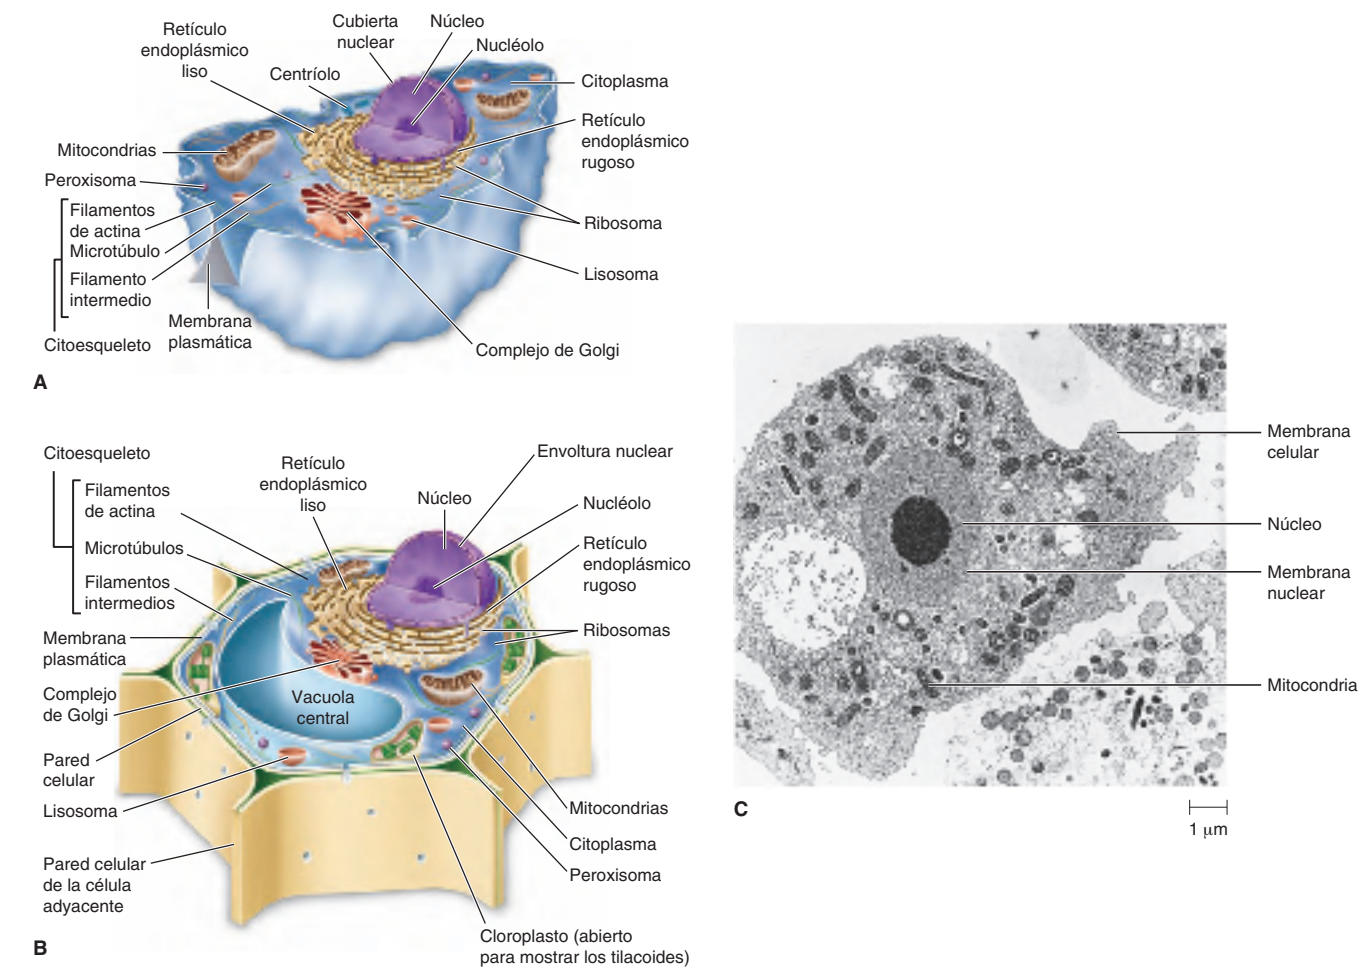 Retículo
endoplásmico
liso
Cubierta
nuclear
Núcleo
Nucléolo
Centríolo
Citoplasma
Retículo
endoplásmico
rugoso
Mitocondrias
Peroxisoma
Filamentos
de actina
Microtúbulo
Filamento
intermedio
Citoesqueleto
Membrana
plasmática
Ribosoma
Lisosoma
Complejo de Golgi
A
Citoesqueleto
Filamentos
de actina
Microtúbulos
Filamentos
intermedios
Retículo
endoplásmico
liso
Núcleo
Envoltura nuclear
Nucléolo
Retículo
endoplásmico
rugoso
Ribosomas
Membrana
plasmática
Complejo
de Golgi
Vacuola
central
Pared
celular
Lisosoma
Pared celular
de la célula
adyacente
Mitocondrias
Citoplasma
Peroxisoma
Cloroplasto (abierto
para mostrar los tilacoides)
B
Membrana
celular
Núcleo
Membrana
nuclear
Mitocondria
C
1 μm